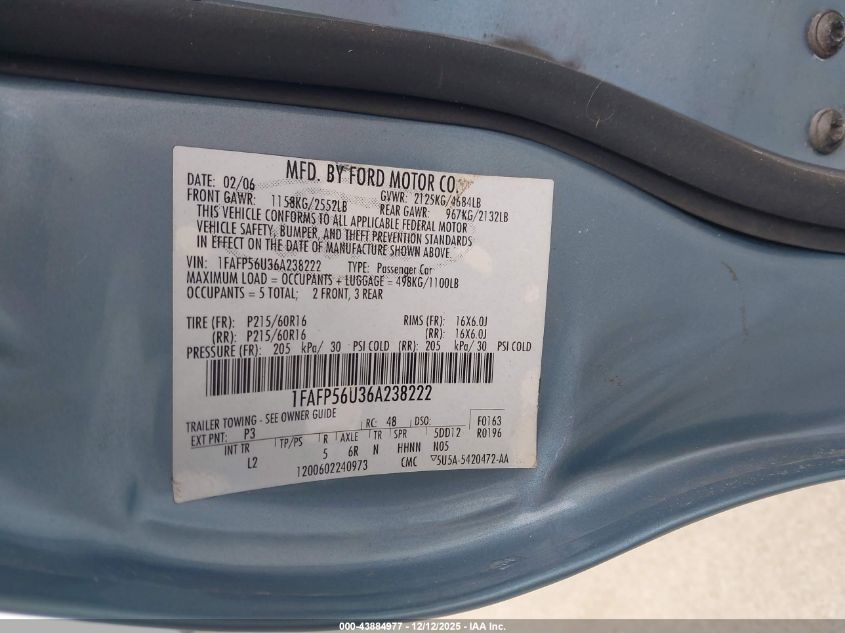 MFD. BY FORD MOTOR CO.
DATE: 02/06 GVWR: 2125KG/4684LB
FRONT GAWR: 1158KG/2552LB REAR GAWR: 967KG/2132LB
THIS VEHICLE CONFORMS TO ALL APPLICABLE FEDERAL MOTOR
VEHICLE SAFETY, BUMPER, AND THEFT PREVENTION STANDARDS
IN EFFECT ON THE DATE OF MANUFACTURE SHOWN ABOVE.
VIN: 1FAFP56U36A238222 TYPE: Passenger Car
MAXIMUM LOAD = OCCUPANTS + LUGGAGE = 498KG/1100LB
OCCUPANTS = 5 TOTAL; 2 FRONT, 3 REAR
TIRE (FR): P215/60R16 RIMS (FR): 16X6.0J
(RR): P215/60R16 (RR): 16X6.0J
PRESSURE (FR): 205 kPa/ 30 PSI COLD (RR): 205 kPa/ 30 PSI COLD
1FAFP56U36A238222
TRAILER TOWING - SEE OWNER GUIDE RC: 48 DSO: F0163
EXT PNT: P3 5DD12 R0196
INT TR TP/PS R AXLE TR SPR
L2 5 6R N HHNN N05
1200602240973 CMC ▽5U5A-5420472-AA
000-43884977 - 12/12/2025 - IAA Inc.